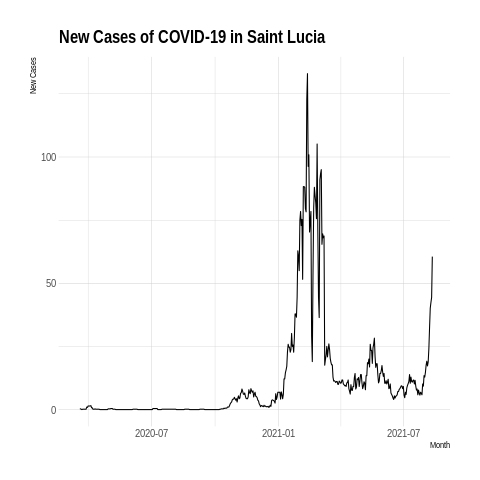 New Cases of COVID-19 in Saint Lucia
New Cases
100
50
0
2020-07
2021-01
2021-07
Month